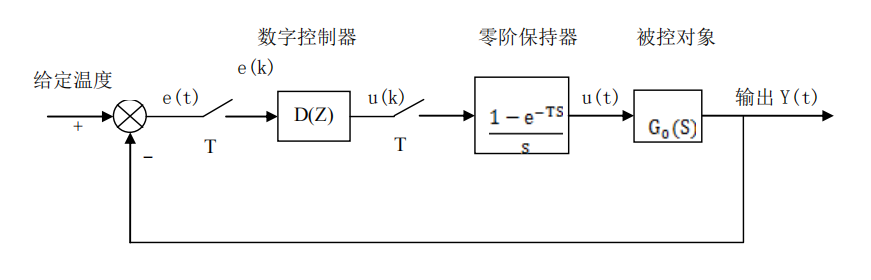 数字控制器
零阶保持器
被控对象
给定温度
e(k)
e(t)
u(k)
u(t)
输出 Y(t)
+
D(Z)
1 − e^{−TS}
s
G₀(S)
−
T
T